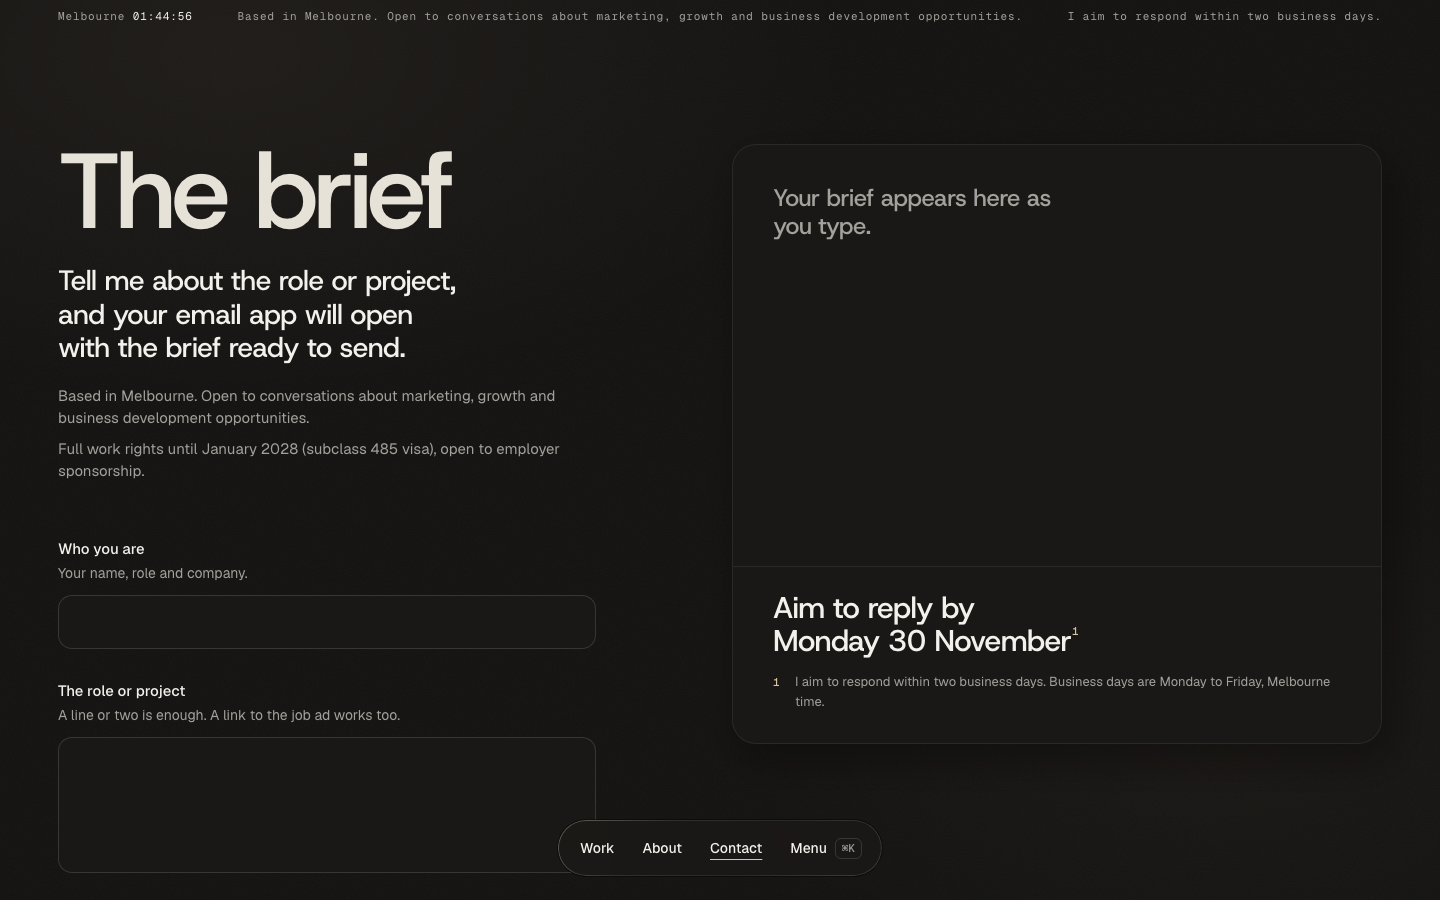 Melbourne 01:44:56 Based in Melbourne. Open to conversations about marketing, growth and business development opportunities. I aim to respond within two business days.
The brief
Tell me about the role or project,
and your email app will open
with the brief ready to send.
Based in Melbourne. Open to conversations about marketing, growth and
business development opportunities.
Full work rights until January 2028 (subclass 485 visa), open to employer
sponsorship.
Who you are
Your name, role and company.
The role or project
A line or two is enough. A link to the job ad works too.
Your brief appears here as
you type.
Aim to reply by
Monday 30 November1
1 I aim to respond within two business days. Business days are Monday to Friday, Melbourne
time.
Work About Contact Menu ⌘K